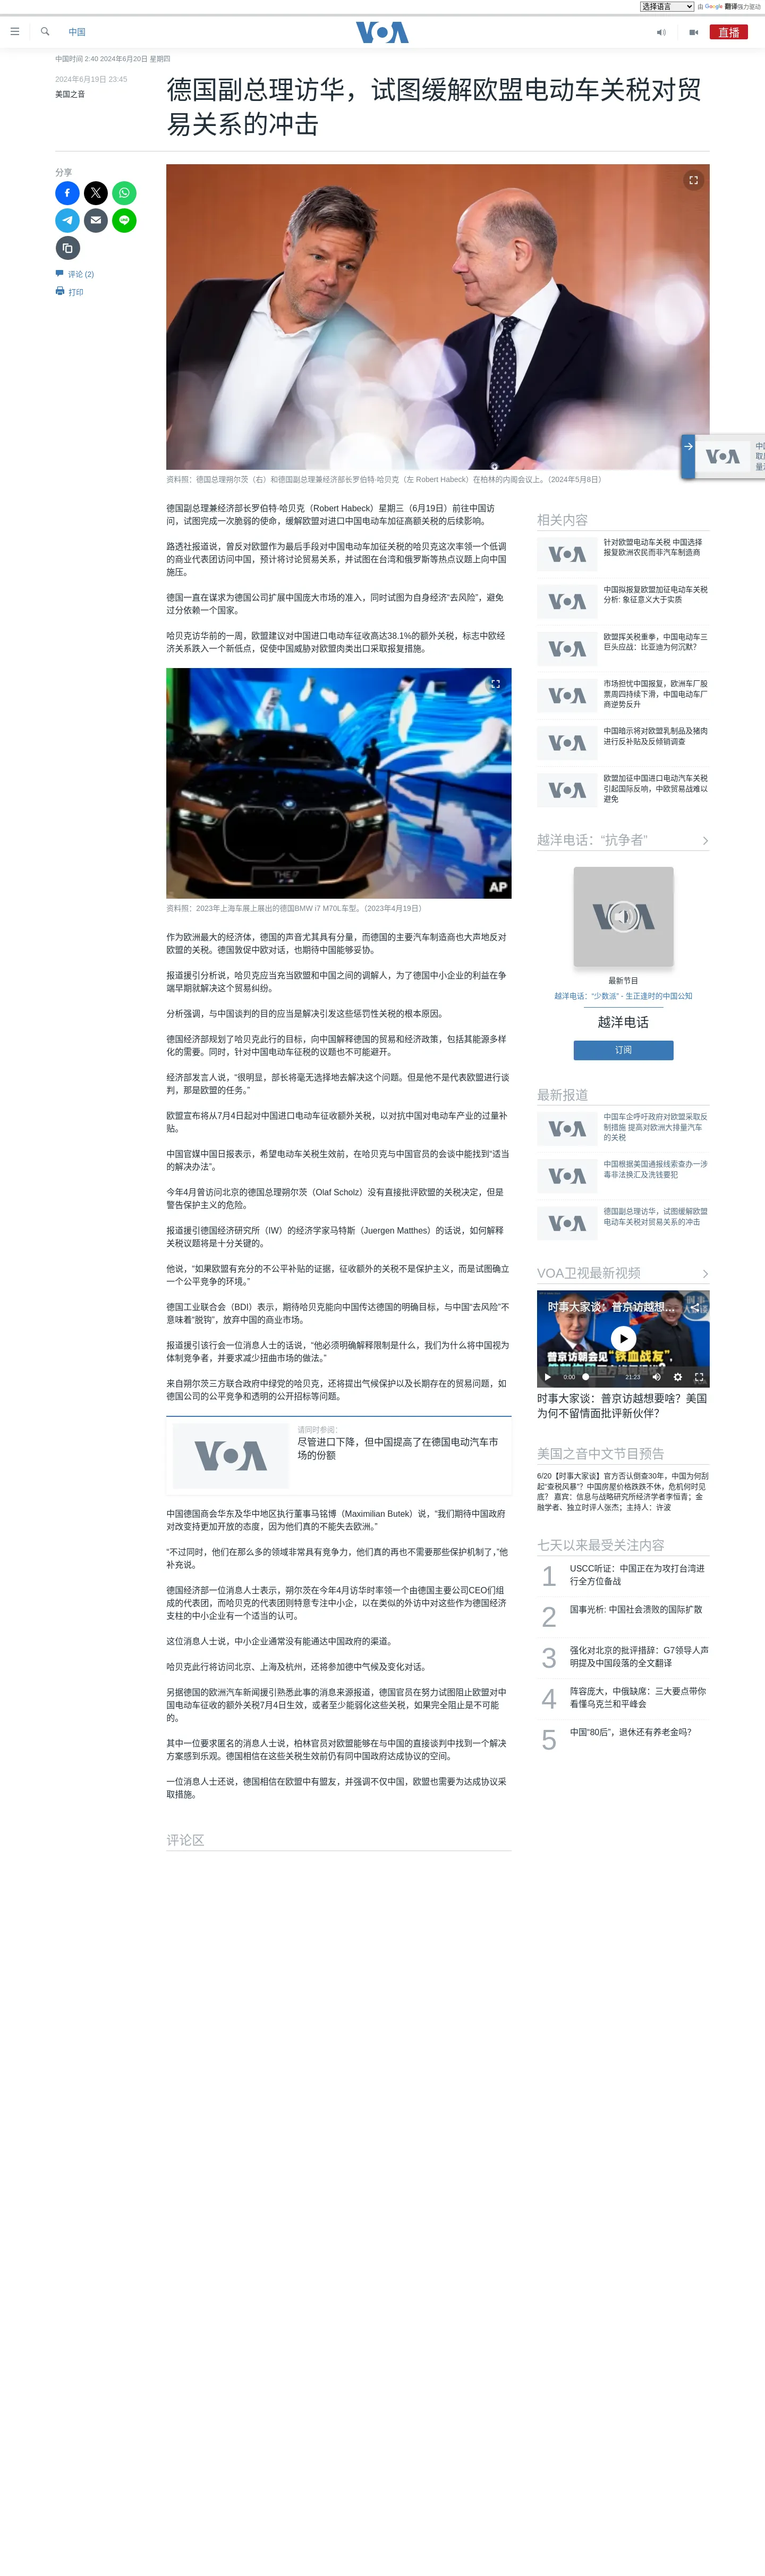 选择语言 由 Google 翻译强力驱动
中国
VOA
直播
中国时间 2:40 2024年6月20日 星期四
2024年6月19日 23:45
美国之音
德国副总理访华，试图缓解欧盟电动车关税对贸
易关系的冲击
分享
评论 (2)
打印
资料照：德国总理朔尔茨（右）和德国副总理兼经济部长罗伯特·哈贝克（左 Robert Habeck）在柏林的内阁会议上。（2024年5月8日）
德国副总理兼经济部长罗伯特·哈贝克（Robert Habeck）星期三（6月19日）前往中国访
问，试图完成一次脆弱的使命，缓解欧盟对进口中国电动车加征高额关税的后续影响。
路透社报道说，曾反对欧盟作为最后手段对中国电动车加征关税的哈贝克这次率领一个低调
的商业代表团访问中国，预计将讨论贸易关系，并试图在台湾和俄罗斯等热点议题上向中国
施压。
德国一直在谋求为德国公司扩展中国庞大市场的准入，同时试图为自身经济“去风险”，避免
过分依赖一个国家。
哈贝克访华前的一周，欧盟建议对中国进口电动车征收高达38.1%的额外关税，标志中欧经
济关系跌入一个新低点，促使中国威胁对欧盟肉类出口采取报复措施。
THE i7
AP
资料照：2023年上海车展上展出的德国BMW i7 M70L车型。（2023年4月19日）
作为欧洲最大的经济体，德国的声音尤其具有分量，而德国的主要汽车制造商也大声地反对
欧盟的关税。德国敦促中欧对话，也期待中国能够妥协。
报道援引分析说，哈贝克应当充当欧盟和中国之间的调解人，为了德国中小企业的利益在争
端早期就解决这个贸易纠纷。
分析强调，与中国谈判的目的应当是解决引发这些惩罚性关税的根本原因。
德国经济部规划了哈贝克此行的目标，向中国解释德国的贸易和经济政策，包括其能源多样
化的需要。同时，针对中国电动车征税的议题也不可能避开。
经济部发言人说，“很明显，部长将毫无选择地去解决这个问题。但是他不是代表欧盟进行谈
判，那是欧盟的任务。”
欧盟宣布将从7月4日起对中国进口电动车征收额外关税，以对抗中国对电动车产业的过量补
贴。
中国官媒中国日报表示，希望电动车关税生效前，在哈贝克与中国官员的会谈中能找到“适当
的解决办法”。
今年4月曾访问北京的德国总理朔尔茨（Olaf Scholz）没有直接批评欧盟的关税决定，但是
警告保护主义的危险。
报道援引德国经济研究所（IW）的经济学家马特斯（Juergen Matthes）的话说，如何解释
关税议题将是十分关键的。
他说，“如果欧盟有充分的不公平补贴的证据，征收额外的关税不是保护主义，而是试图确立
一个公平竞争的环境。”
德国工业联合会（BDI）表示，期待哈贝克能向中国传达德国的明确目标，与中国“去风险”不
意味着“脱钩”，放弃中国的商业市场。
报道援引该行会一位消息人士的话说，“他必须明确解释限制是什么，我们为什么将中国视为
体制竞争者，并要求减少扭曲市场的做法。”
来自朔尔茨三方联合政府中绿党的哈贝克，还将提出气候保护以及长期存在的贸易问题，如
德国公司的公平竞争和透明的公开招标等问题。
VOA
请同时参阅：
尽管进口下降，但中国提高了在德国电动汽车市
场的份额
中国德国商会华东及华中地区执行董事马铭博（Maximilian Butek）说，“我们期待中国政府
对改变持更加开放的态度，因为他们真的不能失去欧洲。”
“不过同时，他们在那么多的领域非常具有竞争力，他们真的再也不需要那些保护机制了，”他
补充说。
德国经济部一位消息人士表示，朔尔茨在今年4月访华时率领一个由德国主要公司CEO们组
成的代表团，而哈贝克的代表团则特意专注中小企，以在类似的外访中对这些作为德国经济
支柱的中小企业有一个适当的认可。
这位消息人士说，中小企业通常没有能通达中国政府的渠道。
哈贝克此行将访问北京、上海及杭州，还将参加德中气候及变化对话。
另据德国的欧洲汽车新闻援引熟悉此事的消息来源报道，德国官员在努力试图阻止欧盟对中
国电动车征收的额外关税7月4日生效，或者至少能弱化这些关税，如果完全阻止是不可能
的。
其中一位要求匿名的消息人士说，柏林官员对欧盟能够在与中国的直接谈判中找到一个解决
方案感到乐观。德国相信在这些关税生效前仍有同中国政府达成协议的空间。
一位消息人士还说，德国相信在欧盟中有盟友，并强调不仅中国，欧盟也需要为达成协议采
取措施。
评论区
VOA
相关内容
VOA
针对欧盟电动车关税 中国选择
报复欧洲农民而非汽车制造商
VOA
中国拟报复欧盟加征电动车关税
分析: 象征意义大于实质
VOA
欧盟挥关税重拳，中国电动车三
巨头应战：比亚迪为何沉默？
VOA
市场担忧中国报复，欧洲车厂股
票周四持续下滑，中国电动车厂
商逆势反升
VOA
中国暗示将对欧盟乳制品及猪肉
进行反补贴及反倾销调查
VOA
欧盟加征中国进口电动汽车关税
引起国际反响，中欧贸易战难以
避免
越洋电话：“抗争者”
VOA
最新节目
越洋电话：“少数派” - 生正逢时的中国公知
越洋电话
订阅
最新报道
VOA
中国车企呼吁政府对欧盟采取反
制措施 提高对欧洲大排量汽车
的关税
VOA
中国根据美国通报线索查办一涉
毒非法换汇及洗钱要犯
VOA
德国副总理访华，试图缓解欧盟
电动车关税对贸易关系的冲击
VOA卫视最新视频
时事大家谈：普京访越想...
普京访朝会见“铁血战友”，
0:00 21:23
时事大家谈：普京访越想要啥？美国
为何不留情面批评新伙伴？
美国之音中文节目预告
6/20【时事大家谈】官方否认倒查30年，中国为何刮
起“查税风暴”？中国房屋价格跌跌不休，危机何时见
底？ 嘉宾：信息与战略研究所经济学者李恒青；金
融学者、独立时评人张杰；主持人：许波
七天以来最受关注内容
1 USCC听证：中国正在为攻打台湾进
行全方位备战
2 国事光析: 中国社会溃败的国际扩散
3 强化对北京的批评措辞：G7领导人声
明提及中国段落的全文翻译
4 阵容庞大，中俄缺席：三大要点带你
看懂乌克兰和平峰会
5 中国“80后”，退休还有养老金吗？